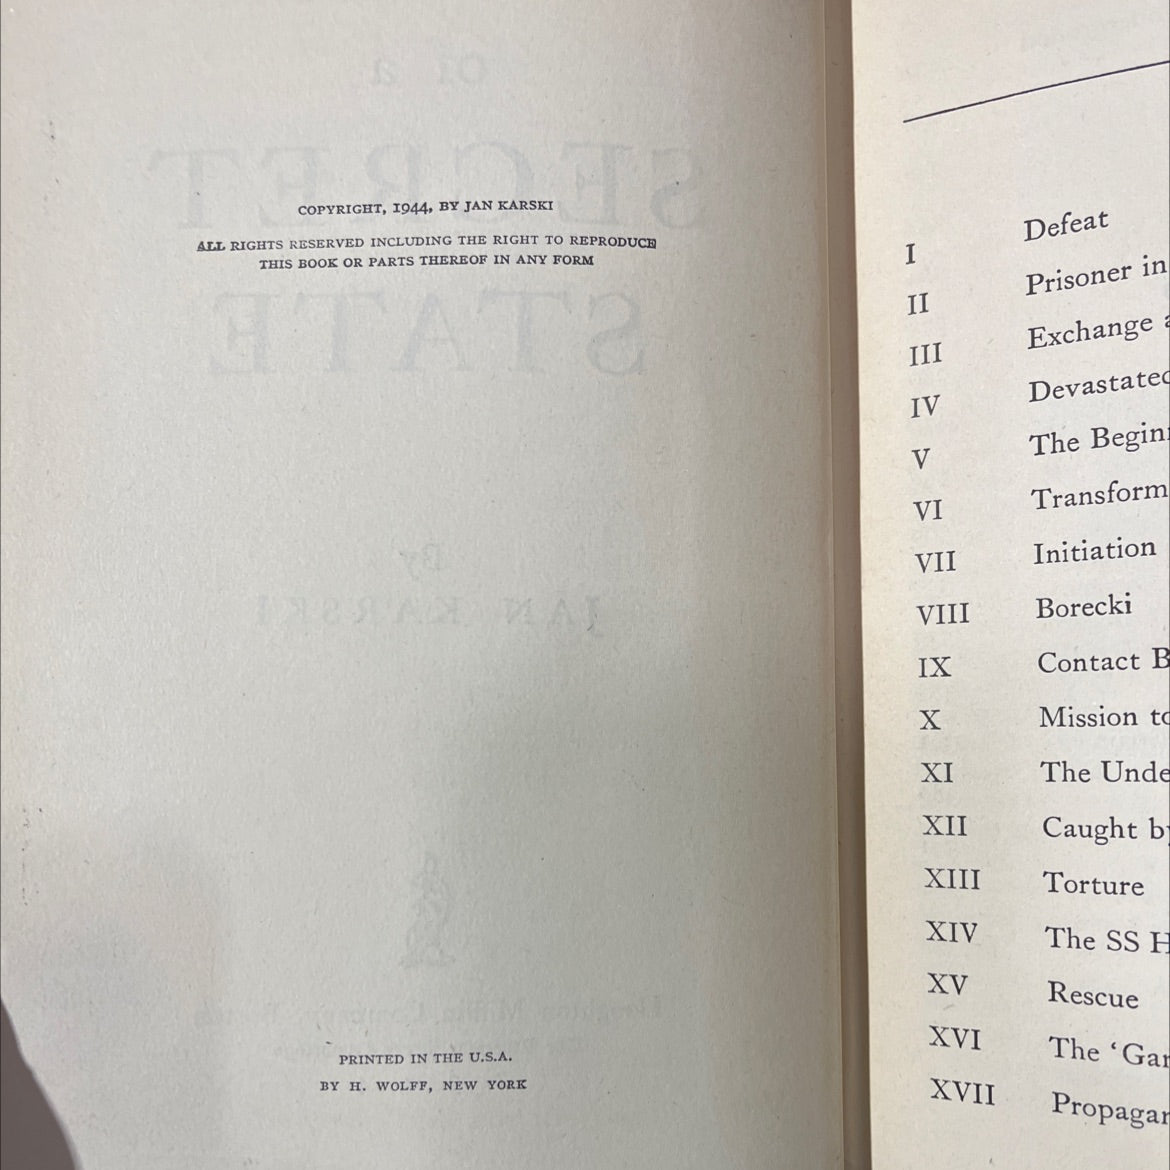 COPYRIGHT, 1944, BY JAN KARSKI
ALL RIGHTS RESERVED INCLUDING THE RIGHT TO REPRODUCE
THIS BOOK OR PARTS THEREOF IN ANY FORM
PRINTED IN THE U.S.A.
BY H. WOLFF, NEW YORK
I Defeat
II Prisoner in
III Exchange
IV Devastated
V The Begin
VI Transform
VII Initiation
VIII Borecki
IX Contact B
X Mission to
XI The Unde
XII Caught by
XIII Torture
XIV The SS H
XV Rescue
XVI The ‘Gar
XVII Propagan